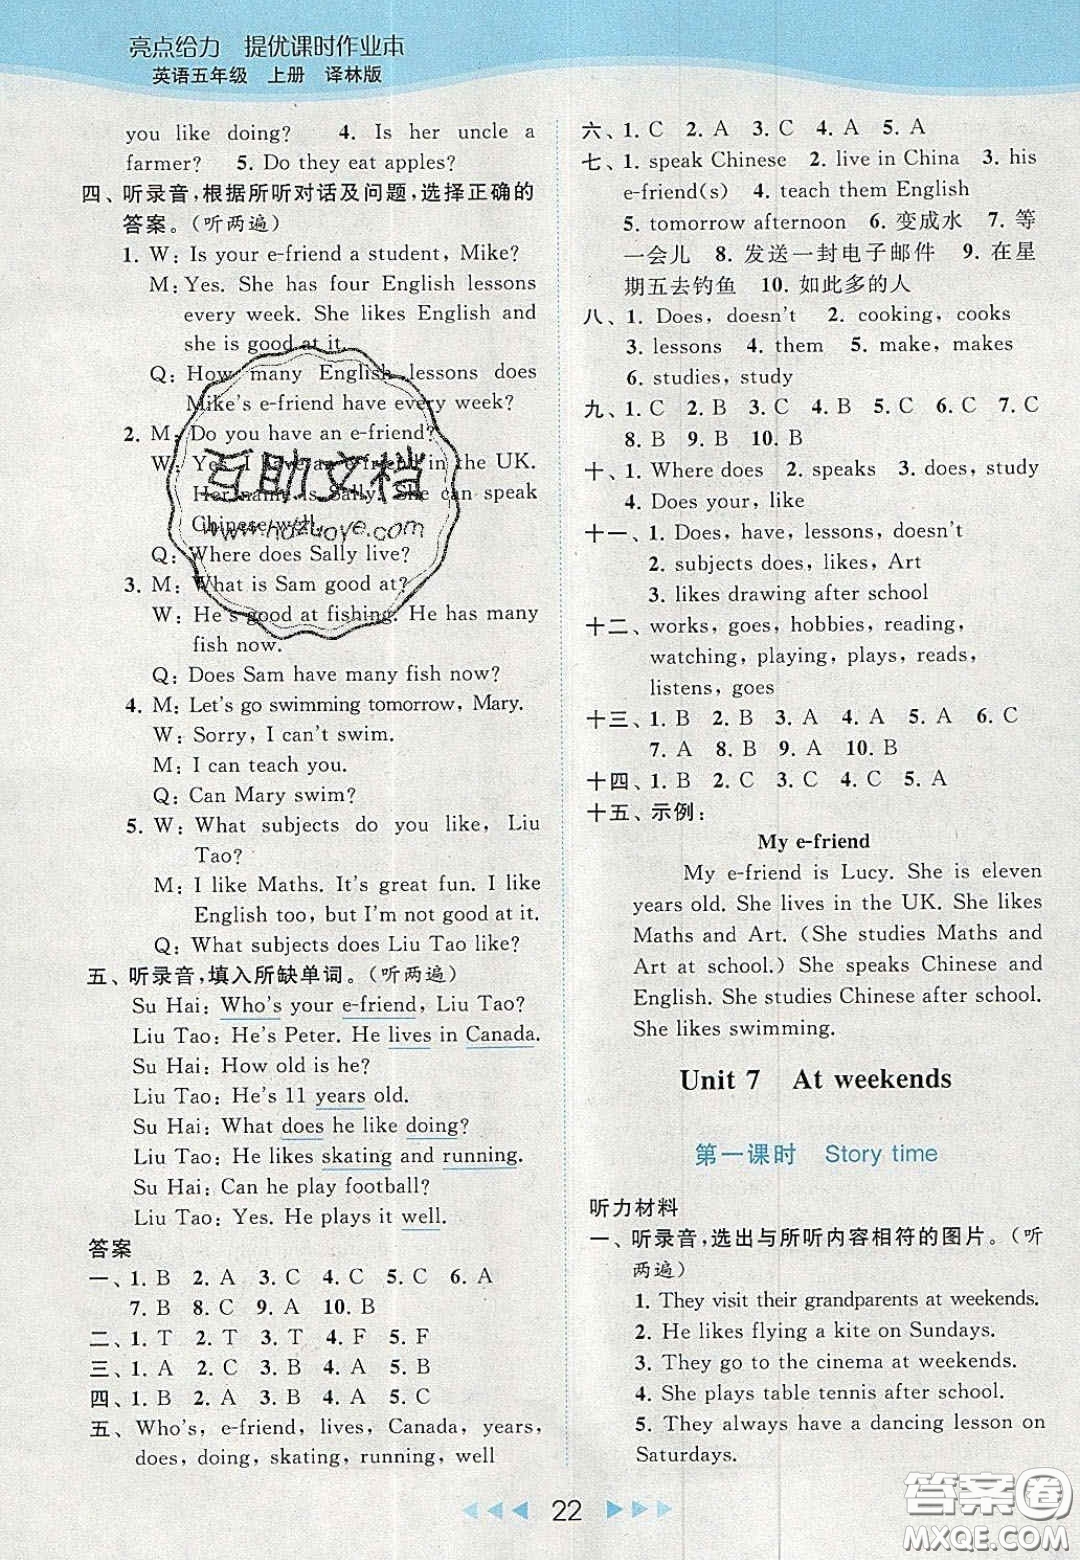 亮点给力 提优课时作业本
英语五年级 上册 译林版
you like doing? 4. Is her uncle a
farmer? 5. Do they eat apples?
四、听录音,根据所听对话及问题,选择正确的
答案。(听两遍)
1. W: Is your e-friend a student, Mike?
M: Yes. She has four English lessons
every week. She likes English and
she is good at it.
Q: How many English lessons does
Mike's e-friend have every week?
2. M: Do you have an e-friend?
W: Yes. I have an e-friend in the UK.
Her name is Sally. She can speak
Chinese well.
Q: Where does Sally live?
3. M: What is Sam good at?
W: He's good at fishing. He has many
fish now.
Q: Does Sam have many fish now?
4. M: Let's go swimming tomorrow, Mary.
W: Sorry, I can't swim.
M: I can teach you.
Q: Can Mary swim?
5. W: What subjects do you like, Liu
Tao?
M: I like Maths. It's great fun. I like
English too, but I'm not good at it.
Q: What subjects does Liu Tao like?
五、听录音,填入所缺单词。(听两遍)
Su Hai: Who's your e-friend, Liu Tao?
Liu Tao: He's Peter. He lives in Canada.
Su Hai: How old is he?
Liu Tao: He's 11 years old.
Su Hai: What does he like doing?
Liu Tao: He likes skating and running.
Su Hai: Can he play football?
Liu Tao: Yes. He plays it well.
答案
一、1. B 2. A 3. C 4. C 5. C 6. A
7. B 8. C 9. A 10. B
二、1. T 2. T 3. T 4. F 5. F
三、1. A 2. C 3. B 4. A 5. B
四、1. B 2. A 3. B 4. A 5. C
五、Who's, e-friend, lives, Canada, years,
does, doing, skating, running, well
六、1. C 2. A 3. C 4. A 5. A
七、1. speak Chinese 2. live in China 3. his
e-friend(s) 4. teach them English
5. tomorrow afternoon 6. 变成水 7. 等
一会儿 8. 发送一封电子邮件 9. 在星
期五去钓鱼 10. 如此多的人
八、1. Does, doesn't 2. cooking, cooks
3. lessons 4. them 5. make, makes
6. studies, study
九、1. C 2. B 3. C 4. B 5. C 6. C 7. C
8. B 9. B 10. B
十、1. Where does 2. speaks 3. does, study
4. Does your, like
十一、1. Does, have, lessons, doesn't
2. subjects does, likes, Art
3. likes drawing after school
十二、works, goes, hobbies, reading,
watching, playing, plays, reads,
listens, goes
十三、1. B 2. B 3. A 4. A 5. A 6. C
7. A 8. B 9. A 10. B
十四、1. B 2. C 3. C 4. C 5. A
十五、示例:
My e-friend
My e-friend is Lucy. She is eleven
years old. She lives in the UK. She likes
Maths and Art. (She studies Maths and
Art at school.) She speaks Chinese and
English. She studies Chinese after school.
She likes swimming.
Unit 7 At weekends
第一课时 Story time
听力材料
一、听录音,选出与所听内容相符的图片。(听
两遍)
1. They visit their grandparents at weekends.
2. He likes flying a kite on Sundays.
3. They go to the cinema at weekends.
4. She plays table tennis after school.
5. They always have a dancing lesson on
Saturdays.
22
互助文档
www.hozuoye.com
答案圈
MXQE.COM